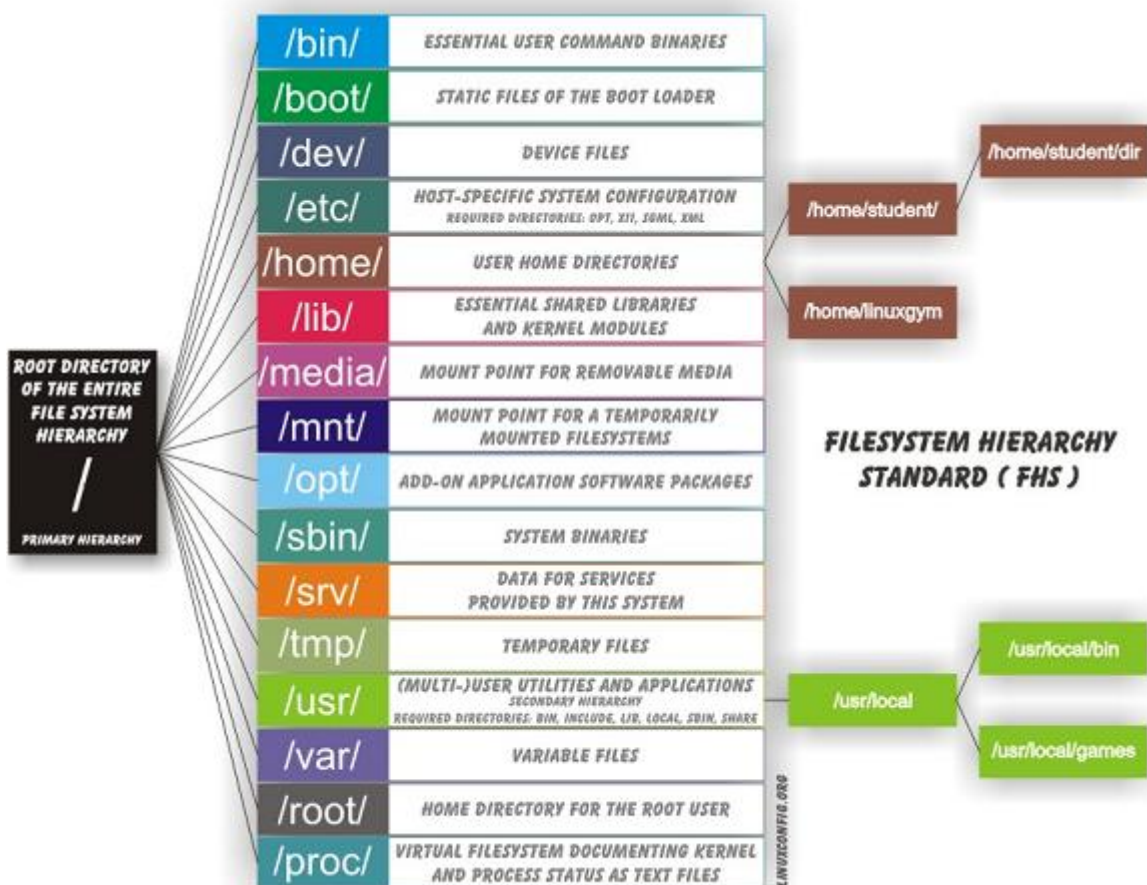 ROOT DIRECTORY
OF THE ENTIRE
FILE SYSTEM
HIERARCHY
/
PRIMARY HIERARCHY
/bin/
ESSENTIAL USER COMMAND BINARIES
/boot/
STATIC FILES OF THE BOOT LOADER
/dev/
DEVICE FILES
/etc/
HOST-SPECIFIC SYSTEM CONFIGURATION
REQUIRED DIRECTORIES: OPT, X11, SGML, XML
/home/
USER HOME DIRECTORIES
/lib/
ESSENTIAL SHARED LIBRARIES
AND KERNEL MODULES
/media/
MOUNT POINT FOR REMOVABLE MEDIA
/mnt/
MOUNT POINT FOR A TEMPORARILY
MOUNTED FILESYSTEMS
/opt/
ADD-ON APPLICATION SOFTWARE PACKAGES
/sbin/
SYSTEM BINARIES
/srv/
DATA FOR SERVICES
PROVIDED BY THIS SYSTEM
/tmp/
TEMPORARY FILES
/usr/
(MULTI-)USER UTILITIES AND APPLICATIONS
SECONDARY HIERARCHY
REQUIRED DIRECTORIES: BIN, INCLUDE, LIB, LOCAL, SBIN, SHARE
/var/
VARIABLE FILES
/root/
HOME DIRECTORY FOR THE ROOT USER
/proc/
VIRTUAL FILESYSTEM DOCUMENTING KERNEL
AND PROCESS STATUS AS TEXT FILES
/home/student/
/home/student/dir
/home/linuxgym
FILESYSTEM HIERARCHY
STANDARD ( FHS )
/usr/local
/usr/local/bin
/usr/local/games
LINUXCONFIG.ORG